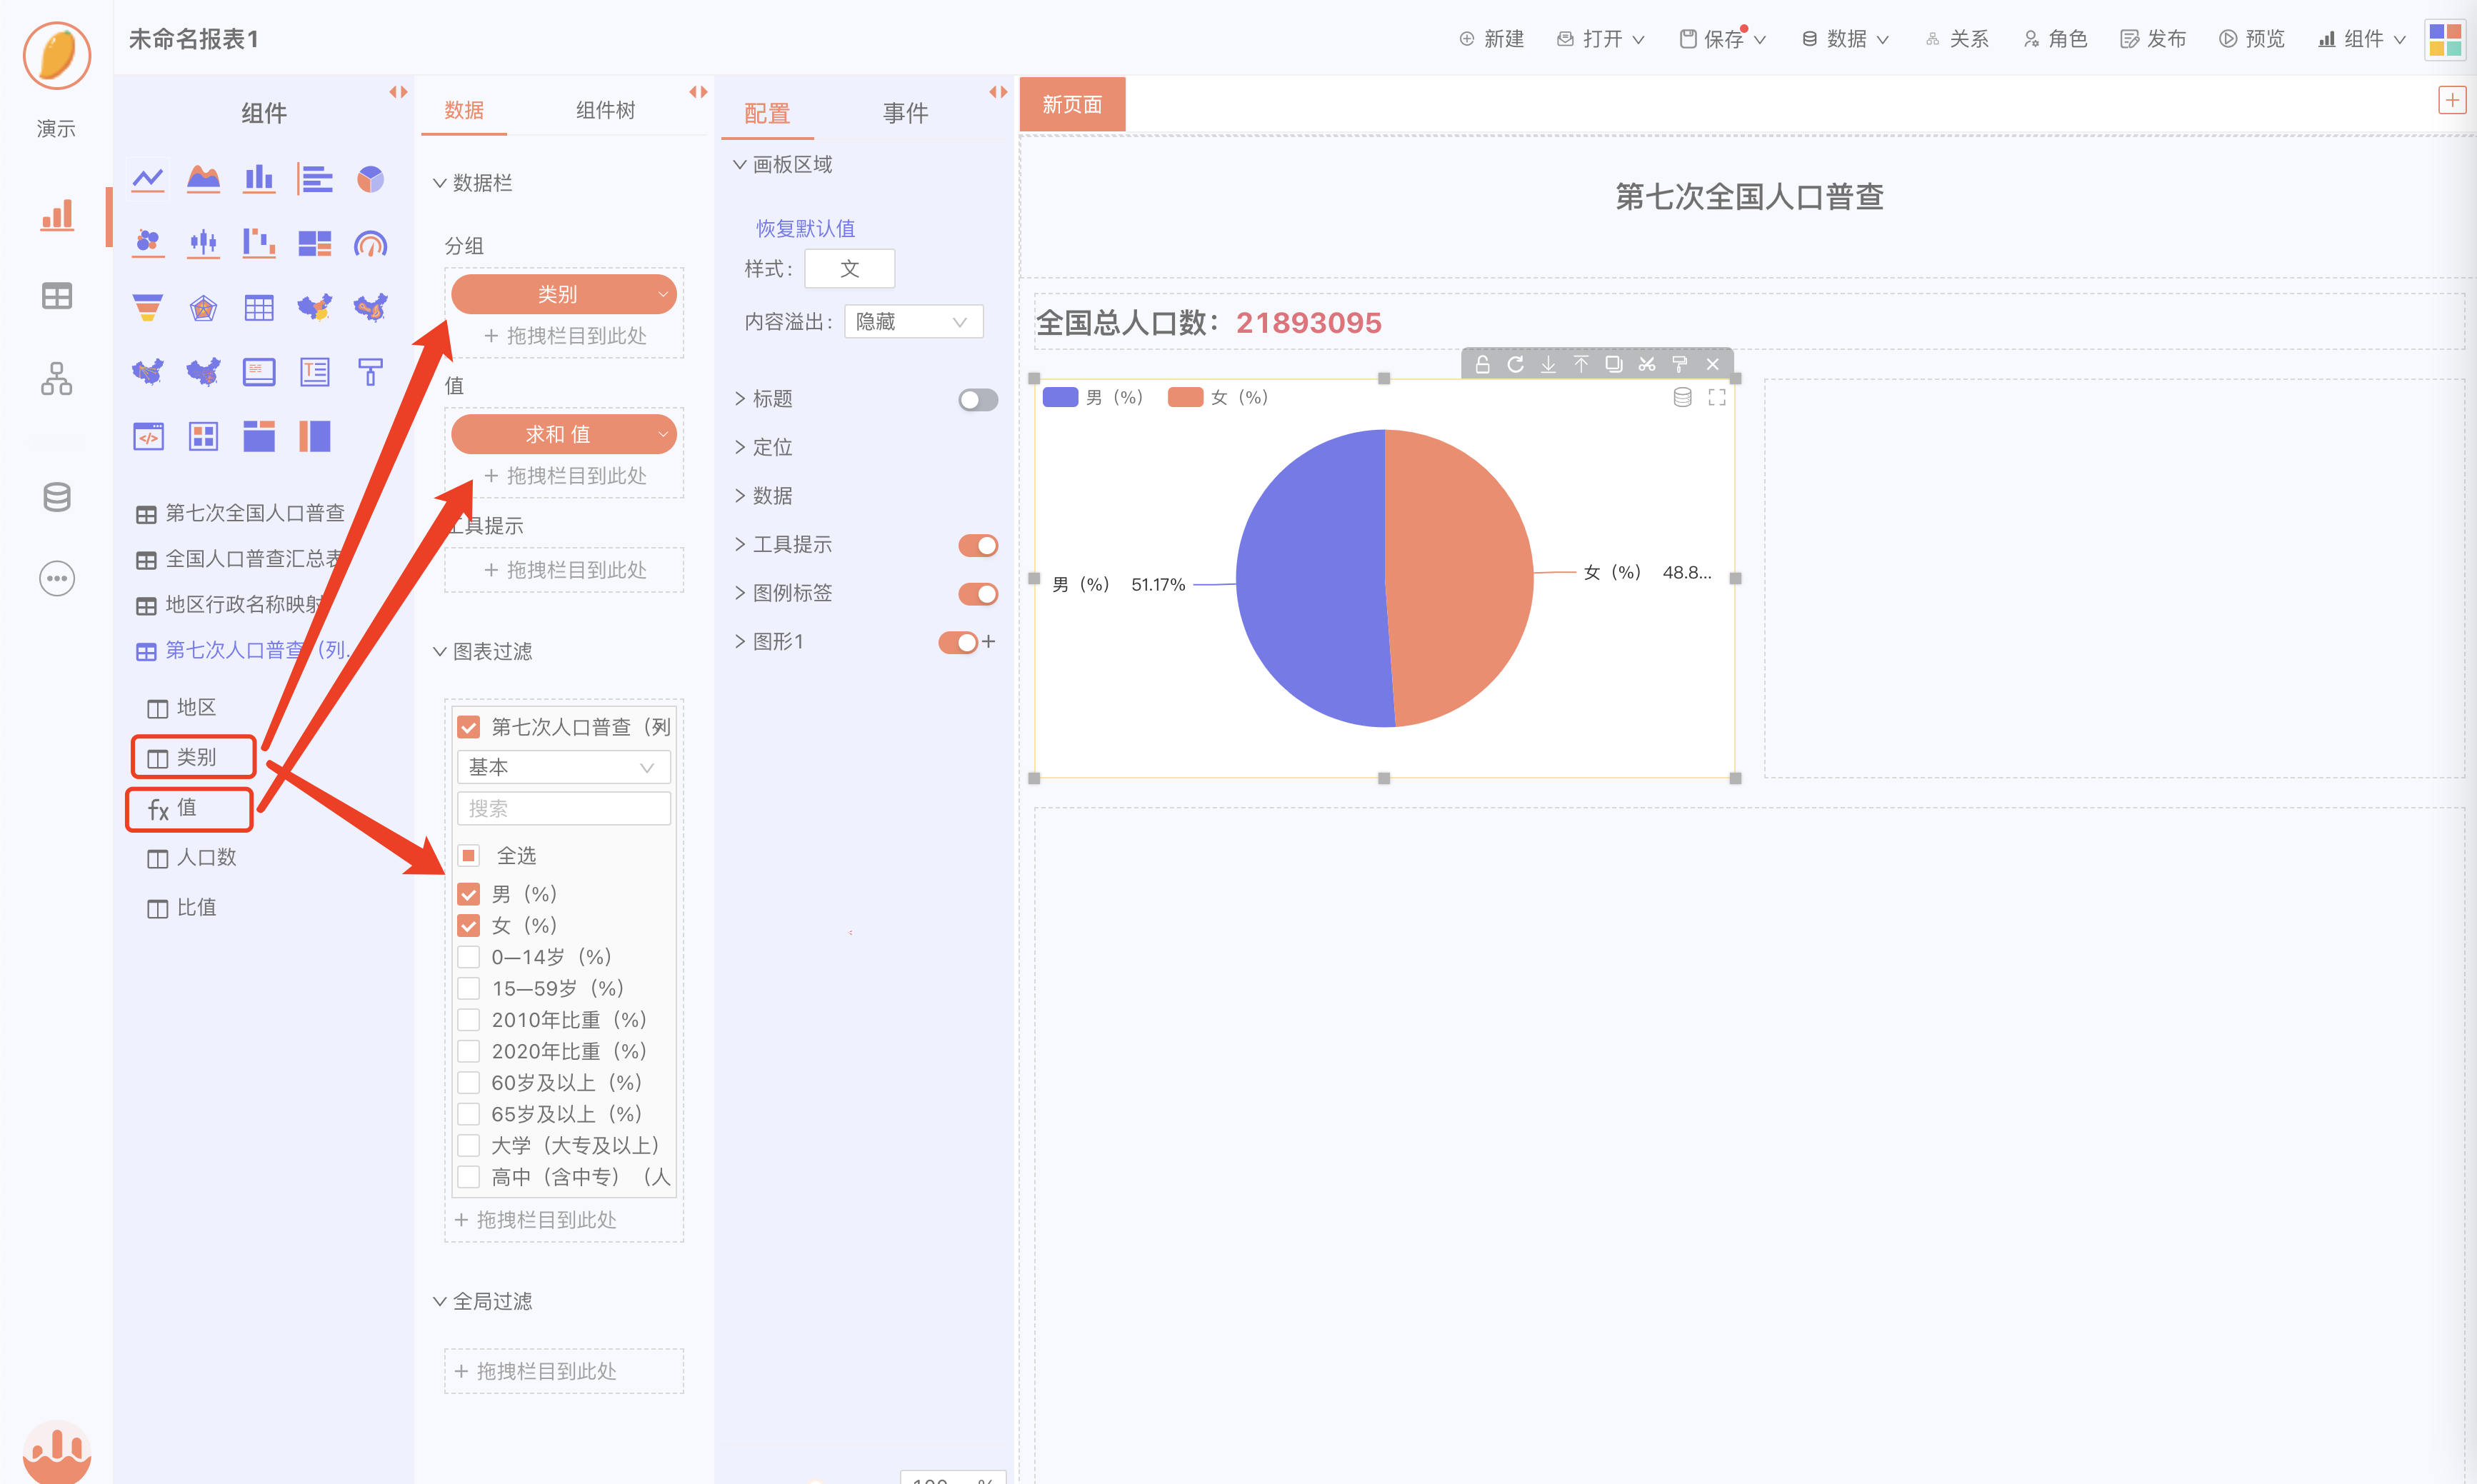 未命名报表1
新建
打开
保存
数据
关系
角色
发布
预览
组件
演示
组件
第七次全国人口普查
全国人口普查汇总表
地区行政名称映射
第七次人口普查（列...
地区
类别
fx 值
人口数
比值
数据
组件树
数据栏
分组
类别
+ 拖拽栏目到此处
值
求和 值
+ 拖拽栏目到此处
工具提示
+ 拖拽栏目到此处
图表过滤
第七次人口普查（列
基本
搜索
全选
男（%）
女（%）
0—14岁（%）
15—59岁（%）
2010年比重（%）
2020年比重（%）
60岁及以上（%）
65岁及以上（%）
大学（大专及以上）
高中（含中专）（人
+ 拖拽栏目到此处
全局过滤
+ 拖拽栏目到此处
配置
事件
画板区域
恢复默认值
样式：
文
内容溢出：
隐藏
标题
定位
数据
工具提示
图例标签
图形1
新页面
第七次全国人口普查
全国总人口数：21893095
男（%）
女（%）
男（%） 51.17%
女（%） 48.8...